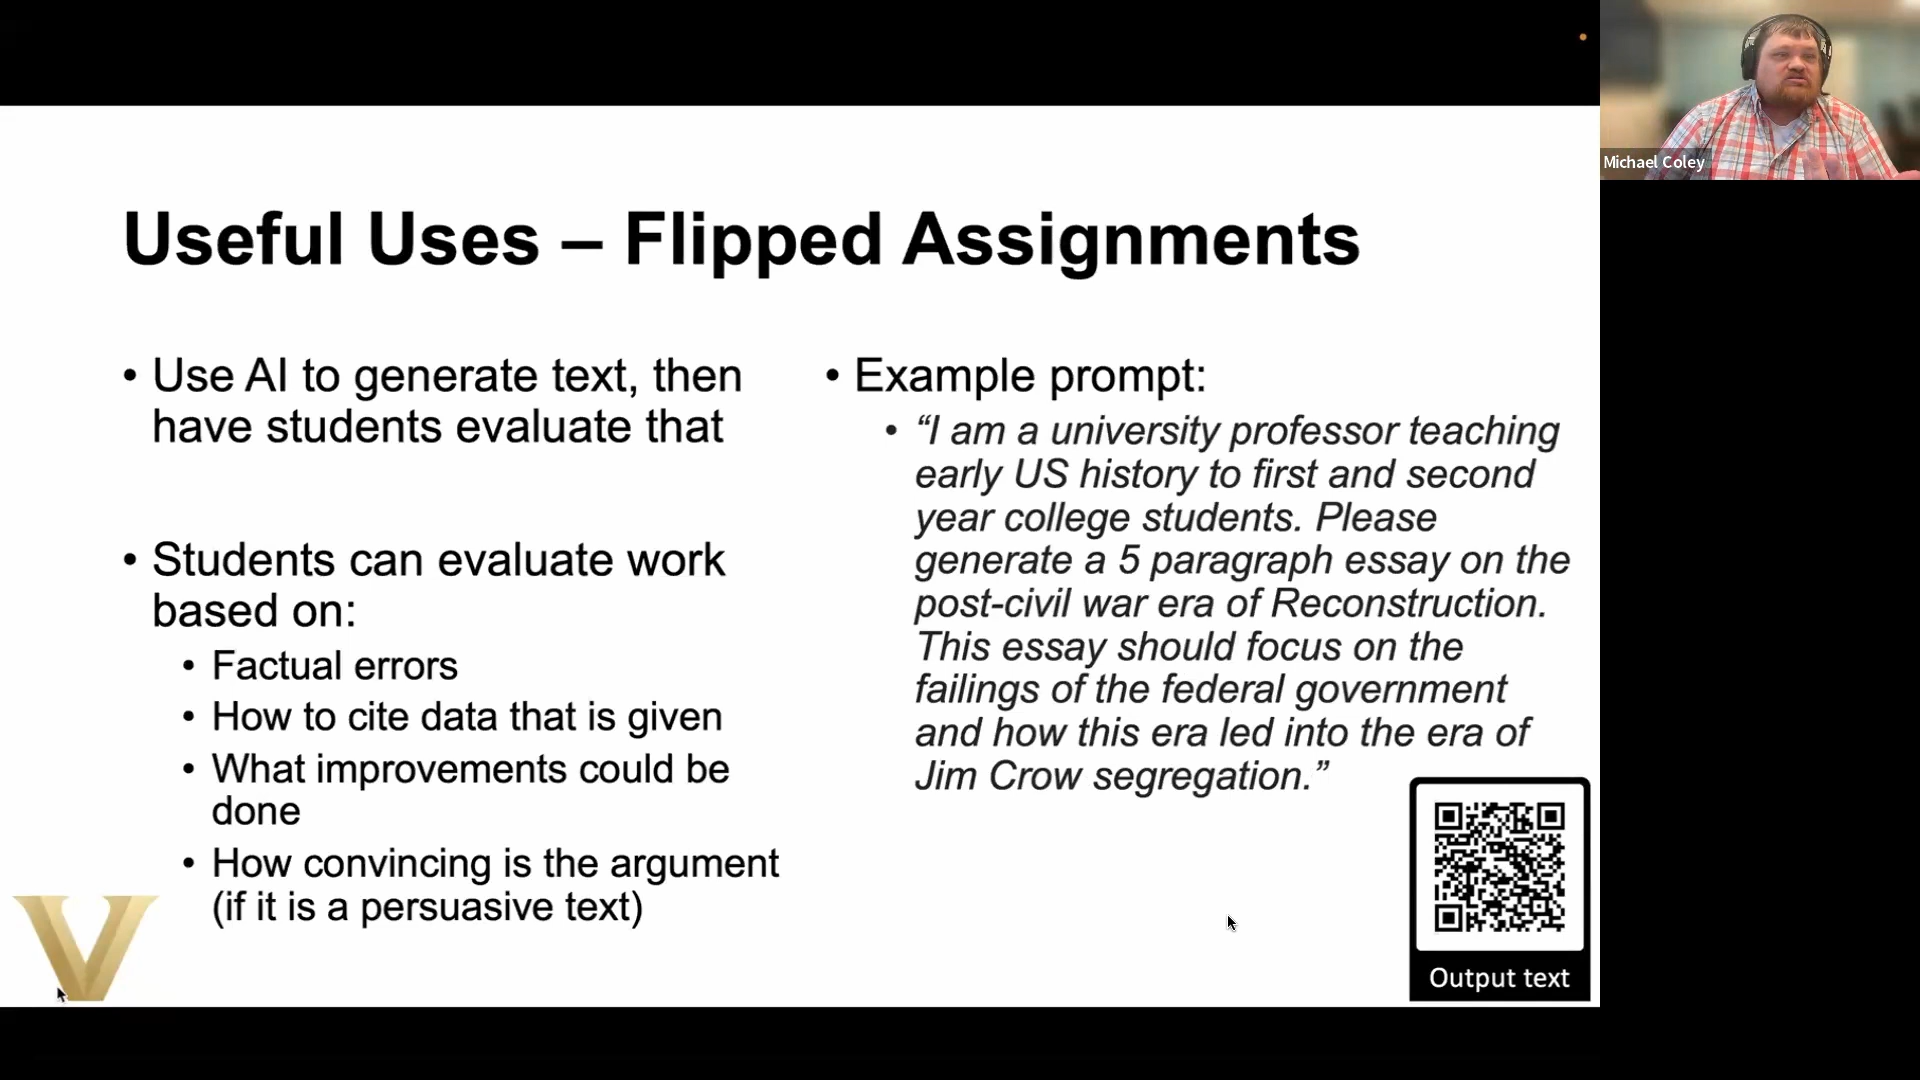 Michael Coley
Useful Uses – Flipped Assignments
• Use AI to generate text, then
have students evaluate that
• Students can evaluate work
based on:
• Factual errors
• How to cite data that is given
• What improvements could be
done
• How convincing is the argument
(if it is a persuasive text)
• Example prompt:
• “I am a university professor teaching
early US history to first and second
year college students. Please
generate a 5 paragraph essay on the
post-civil war era of Reconstruction.
This essay should focus on the
failings of the federal government
and how this era led into the era of
Jim Crow segregation.”
Output text
V